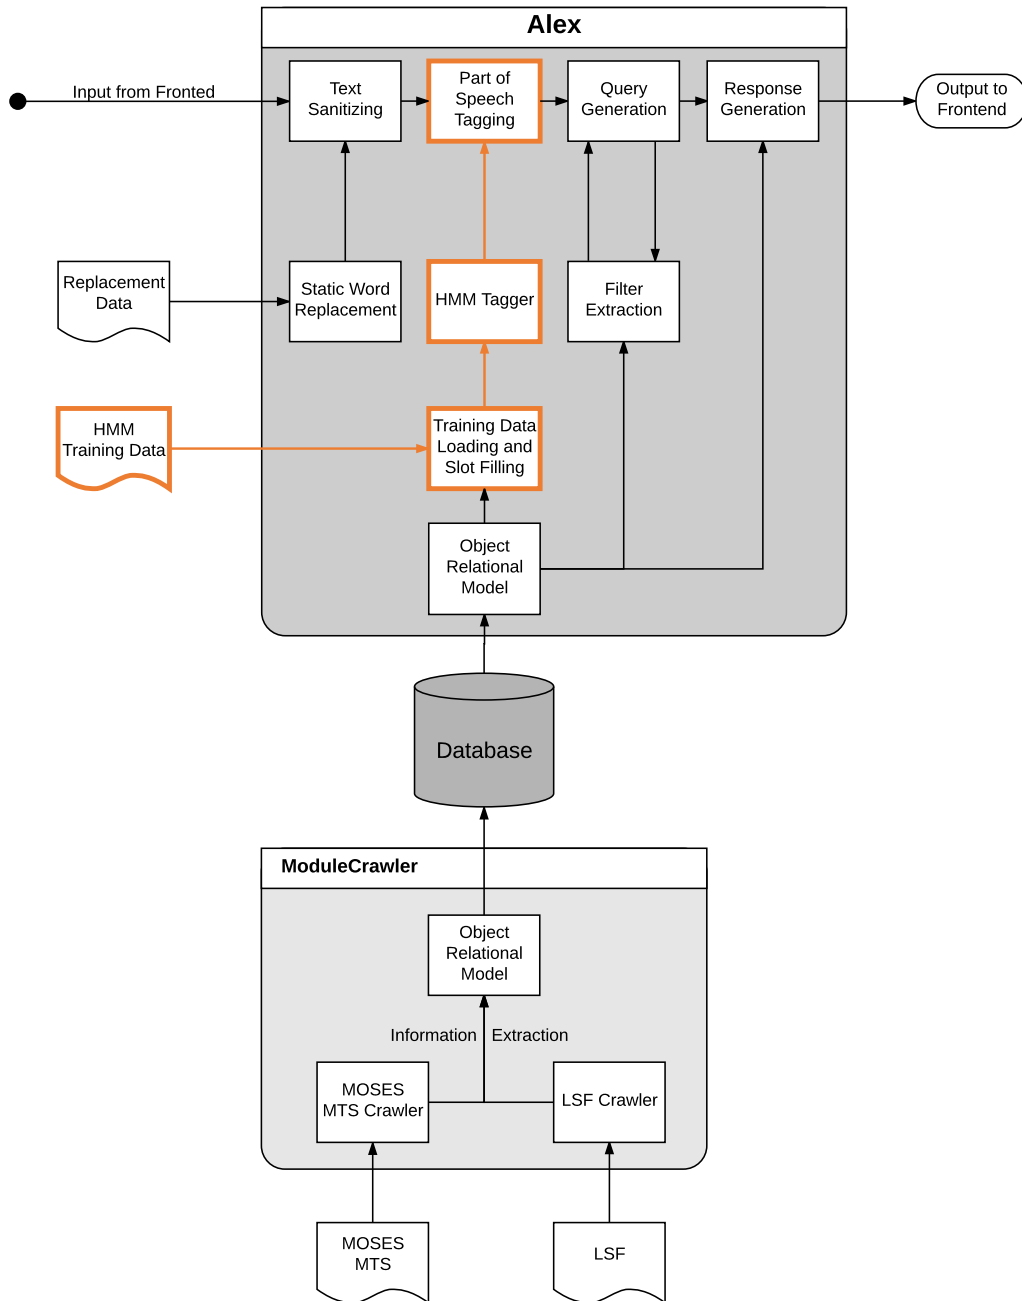 Alex
Input from Fronted
Text
Sanitizing
Part of
Speech
Tagging
Query
Generation
Response
Generation
Output to
Frontend
Replacement
Data
Static Word
Replacement
HMM Tagger
Filter
Extraction
HMM
Training Data
Training Data
Loading and
Slot Filling
Object
Relational
Model
Database
ModuleCrawler
Object
Relational
Model
Information Extraction
MOSES
MTS Crawler
LSF Crawler
MOSES
MTS
LSF